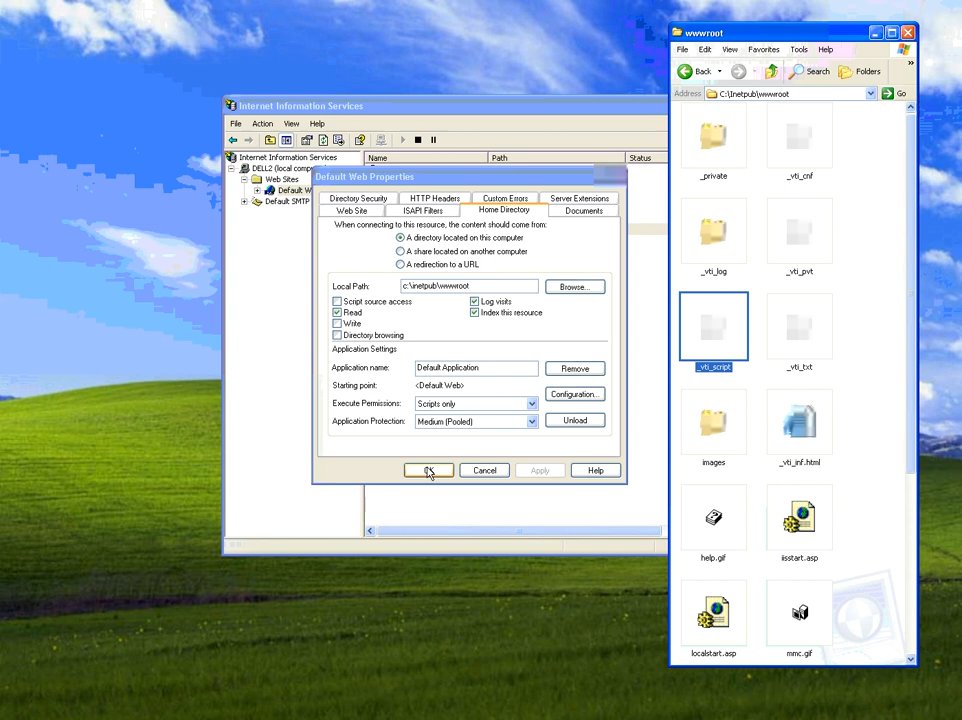 Internet Information Services
File Action View Help
Internet Information Services
DELL2 (local comp
Web Sites
Default W
Default SMTP
Name Path Status
Default Web Properties
Directory Security HTTP Headers Custom Errors Server Extensions
Web Site ISAPI Filters Home Directory Documents
When connecting to this resource, the content should come from:
A directory located on this computer
A share located on another computer
A redirection to a URL
Local Path: c:\inetpub\wwwroot Browse...
Script source access Log visits
Read Index this resource
Write
Directory browsing
Application Settings
Application name: Default Application Remove
Starting point: <Default Web>
Configuration...
Execute Permissions: Scripts only
Application Protection: Medium (Pooled) Unload
Cancel Apply Help
wwwroot
File Edit View Favorites Tools Help
Back Search Folders »
Address C:\Inetpub\wwwroot Go
_private _vti_cnf
_vti_log _vti_pvt
_vti_script _vti_txt
images _vti_inf.html
help.gif iisstart.asp
localstart.asp mmc.gif